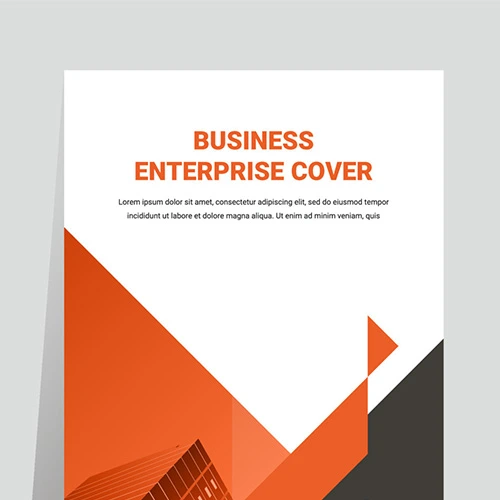 BUSINESS
ENTERPRISE COVER
Lorem ipsum dolor sit amet, consectetur adipiscing elit, sed do eiusmod tempor
incididunt ut labore et dolore magna aliqua. Ut enim ad minim veniam, quis